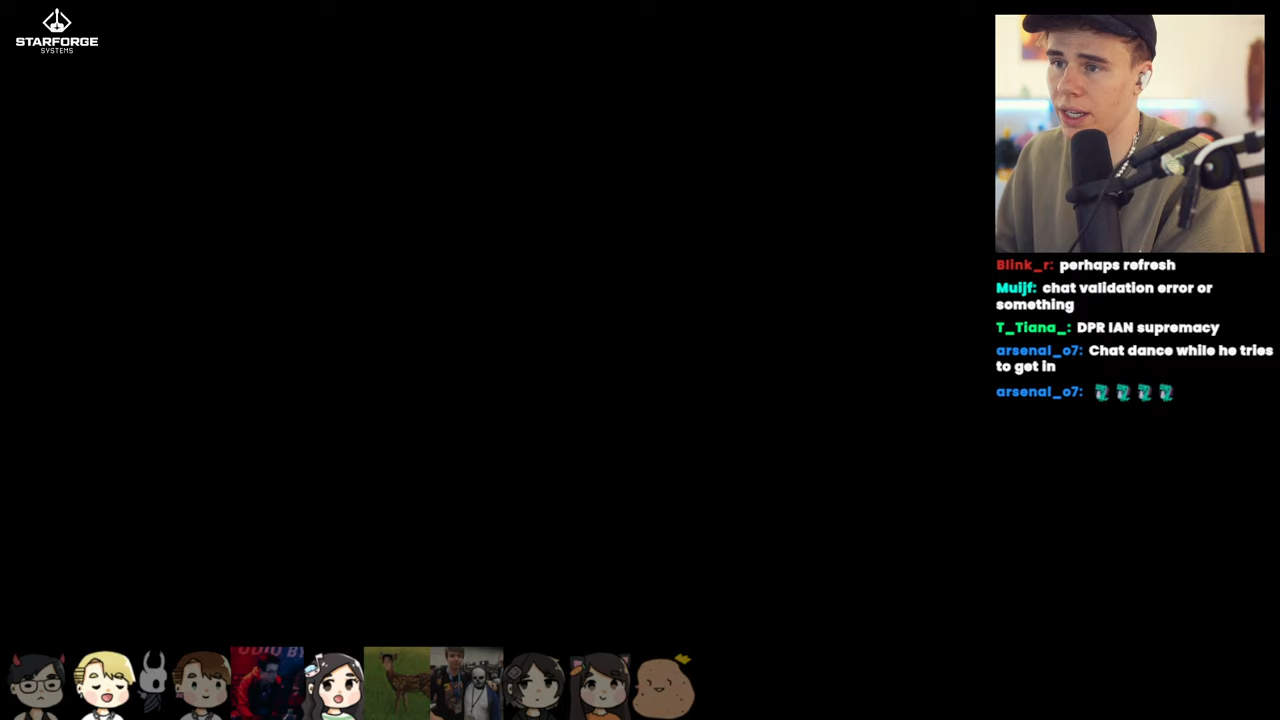 STARFORGE
SYSTEMS
Blink_r: perhaps refresh
Muijf: chat validation error or
something
T_Tiana_: DPR IAN supremacy
arsenal_o7: Chat dance while he tries
to get in
arsenal_o7: